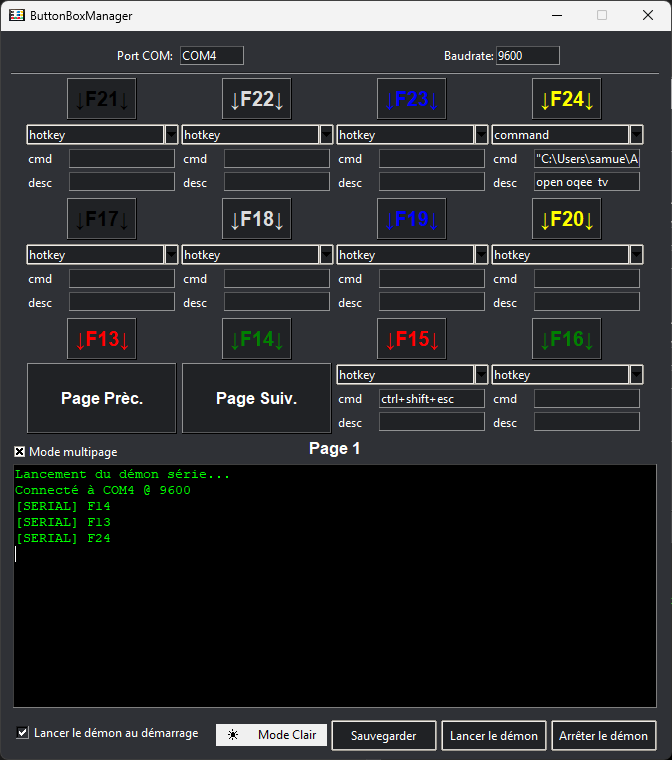 ButtonBoxManager
Port COM: COM4 Baudrate: 9600
↓F21↓ ↓F22↓ ↓F23↓ ↓F24↓
hotkey hotkey hotkey command
cmd cmd cmd cmd "C:\Users\samue\A
desc desc desc desc open oqee tv
↓F17↓ ↓F18↓ ↓F19↓ ↓F20↓
hotkey hotkey hotkey hotkey
cmd cmd cmd cmd
desc desc desc desc
↓F13↓ ↓F14↓ ↓F15↓ ↓F16↓
Page Prèc. Page Suiv. hotkey hotkey
cmd ctrl+shift+esc cmd
desc desc
Mode multipage Page 1
Lancement du démon série...
Connecté à COM4 @ 9600
[SERIAL] F14
[SERIAL] F13
[SERIAL] F24
Lancer le démon au démarrage ☀ Mode Clair Sauvegarder Lancer le démon Arrêter le démon